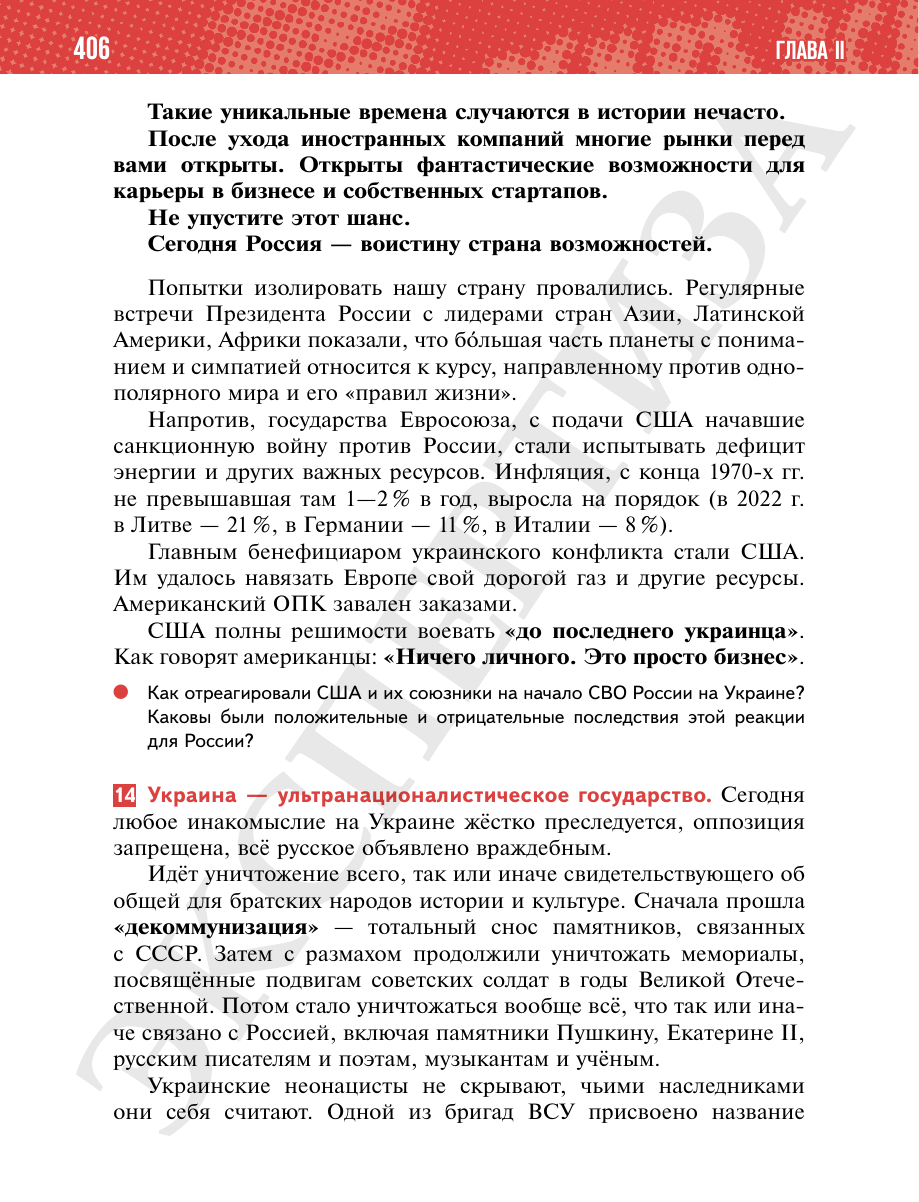 406
ГЛАВА II
Такие уникальные времена случаются в истории нечасто.
После ухода иностранных компаний многие рынки перед
вами открыты. Открыты фантастические возможности для
карьеры в бизнесе и собственных стартапов.
Не упустите этот шанс.
Сегодня Россия — воистину страна возможностей.
Попытки изолировать нашу страну провалились. Регулярные
встречи Президента России с лидерами стран Азии, Латинской
Америки, Африки показали, что бо́льшая часть планеты с понима-
нием и симпатией относится к курсу, направленному против одно-
полярного мира и его «правил жизни».
Напротив, государства Евросоюза, с подачи США начавшие
санкционную войну против России, стали испытывать дефицит
энергии и других важных ресурсов. Инфляция, с конца 1970-х гг.
не превышавшая там 1—2 % в год, выросла на порядок (в 2022 г.
в Литве — 21 %, в Германии — 11 %, в Италии — 8 %).
Главным бенефициаром украинского конфликта стали США.
Им удалось навязать Европе свой дорогой газ и другие ресурсы.
Американский ОПК завален заказами.
США полны решимости воевать «до последнего украинца».
Как говорят американцы: «Ничего личного. Это просто бизнес».
● Как отреагировали США и их союзники на начало СВО России на Украине?
Каковы были положительные и отрицательные последствия этой реакции
для России?
14 Украина — ультранационалистическое государство. Сегодня
любое инакомыслие на Украине жёстко преследуется, оппозиция
запрещена, всё русское объявлено враждебным.
Идёт уничтожение всего, так или иначе свидетельствующего об
общей для братских народов истории и культуре. Сначала прошла
«декоммунизация» — тотальный снос памятников, связанных
с СССР. Затем с размахом продолжили уничтожать мемориалы,
посвящённые подвигам советских солдат в годы Великой Отече-
ственной. Потом стало уничтожаться вообще всё, что так или ина-
че связано с Россией, включая памятники Пушкину, Екатерине II,
русским писателям и поэтам, музыкантам и учёным.
Украинские неонацисты не скрывают, чьими наследниками
они себя считают. Одной из бригад ВСУ присвоено название
ЭКСПЕРТИЗА